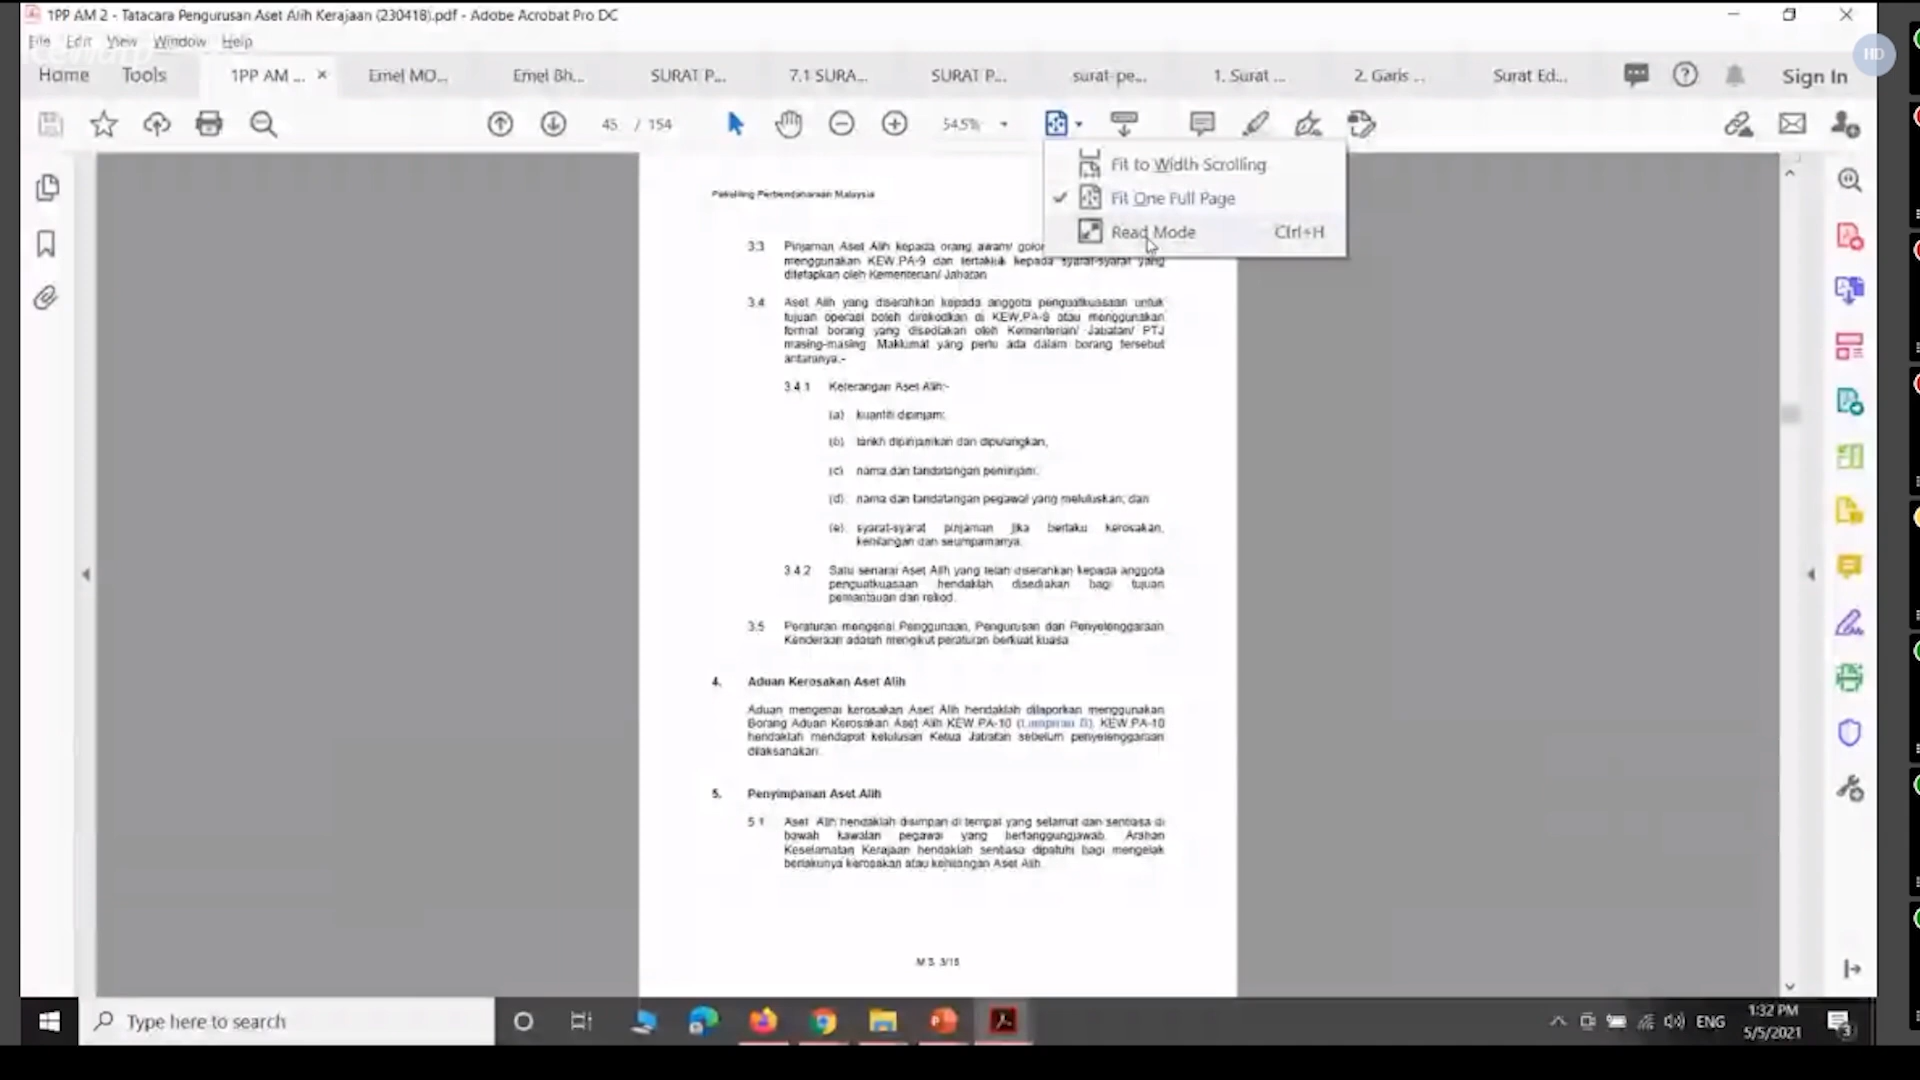 1PP AM 2 - Tatacara Pengurusan Aset Alih Kerajaan (230418).pdf - Adobe Acrobat Pro DC
File Edit View Window Help
HD
Home Tools 1PP AM ... × Emel MO... Emel Bh... SURAT P... 7.1 SURA... SURAT P... surat-pe... 1. Surat ... 2. Garis ... Surat Ed... Sign In
45 / 154 54.5%
Fit to Width Scrolling
Fit One Full Page
Read Mode Ctrl+H
Pekeliling Perbendaharaan Malaysia
3.3 Pinjaman Aset Alih kepada orang awam/
menggunakan KEW.PA-9 dan tertakluk kepada syarat-syarat yang
ditetapkan oleh Kementerian/ Jabatan
3.4 Aset Alih yang diserahkan kepada anggota penguatkuasaan untuk
tujuan operasi boleh direkodkan di KEW.PA-9 atau menggunakan
format borang yang disediakan oleh Kementerian/ Jabatan/ PTJ
masing-masing. Maklumat yang perlu ada dalam borang tersebut
antaranya:-
3.4.1 Keterangan Aset Alih:-
(a) kuantiti dipinjam;
(b) tarikh dipinjamkan dan dipulangkan;
(c) nama dan tandatangan peminjam;
(d) nama dan tandatangan pegawai yang meluluskan; dan
(e) syarat-syarat pinjaman jika berlaku kerosakan,
kehilangan dan seumpamanya.
3.4.2 Satu senarai Aset Alih yang telah diserahkan kepada anggota
penguatkuasaan hendaklah disediakan bagi tujuan
pemantauan dan rekod.
3.5 Peraturan mengenai Penggunaan, Pengurusan dan Penyelenggaraan
Kenderaan adalah mengikut peraturan berkuat kuasa
4. Aduan Kerosakan Aset Alih
Aduan mengenai kerosakan Aset Alih hendaklah dilaporkan menggunakan
Borang Aduan Kerosakan Aset Alih KEW.PA-10 (Lampiran B). KEW.PA-10
hendaklah mendapat kelulusan Ketua Jabatan sebelum penyelenggaraan
dilaksanakan.
5. Penyimpanan Aset Alih
5.1 Aset Alih hendaklah disimpan di tempat yang selamat dan sentiasa di
bawah kawalan pegawai yang bertanggungjawab. Arahan
Keselamatan Kerajaan hendaklah sentiasa dipatuhi bagi mengelak
berlakunya kerosakan atau kehilangan Aset Alih.
M.S. 3/15
Type here to search
ENG
1:32 PM
5/5/2021
3